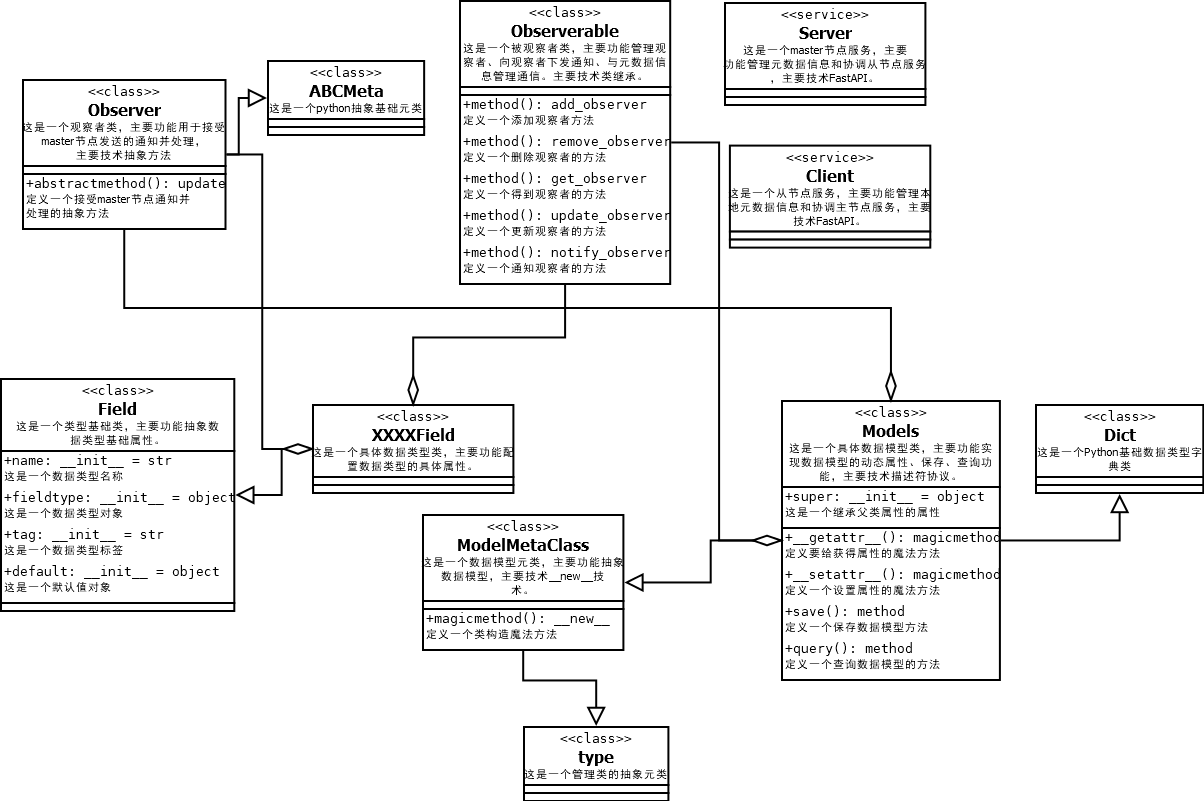 <<class>>
Observer
这是一个观察者类，主要功能用于接受
master节点发送的通知并处理，
主要技术抽象方法
+abstractmethod(): update
定义一个接受master节点通知并
处理的抽象方法
<<class>>
ABCMeta
这是一个python抽象基础元类
<<class>>
Observerable
这是一个被观察者类，主要功能管理观
察者、向观察者下发通知、与元数据信
息管理通信。主要技术类继承。
+method(): add_observer
定义一个添加观察者方法
+method(): remove_observer
定义一个删除观察者的方法
+method(): get_observer
定义一个得到观察者的方法
+method(): update_observer
定义一个更新观察者的方法
+method(): notify_observer
定义一个通知观察者的方法
<<service>>
Server
这是一个master节点服务，主要
功能管理元数据信息和协调从节点服务
，主要技术FastAPI。
<<service>>
Client
这是一个从节点服务，主要功能管理本
地元数据信息和协调主节点服务，主要
技术FastAPI。
<<class>>
Field
这是一个类型基础类，主要功能抽象数
据类型基础属性。
+name: __init__ = str
这是一个数据类型名称
+fieldtype: __init__ = object
这是一个数据类型对象
+tag: __init__ = str
这是一个数据类型标签
+default: __init__ = object
这是一个默认值对象
<<class>>
XXXXField
这是一个具体数据类型类，主要功能配
置数据类型的具体属性。
<<class>>
ModelMetaClass
这是一个数据模型元类，主要功能抽象
数据模型，主要技术__new__技
术。
+magicmethod(): __new__
定义一个类构造魔法方法
<<class>>
type
这是一个管理类的抽象元类
<<class>>
Models
这是一个具体数据模型类，主要功能实
现数据模型的动态属性、保存、查询功
能，主要技术描述符协议。
+super: __init__ = object
这是一个继承父类属性的属性
+__getattr__(): magicmethod
定义要给获得属性的魔法方法
+__setattr__(): magicmethod
定义一个设置属性的魔法方法
+save(): method
定义一个保存数据模型方法
+query(): method
定义一个查询数据模型的方法
<<class>>
Dict
这是一个Python基础数据类型字
典类